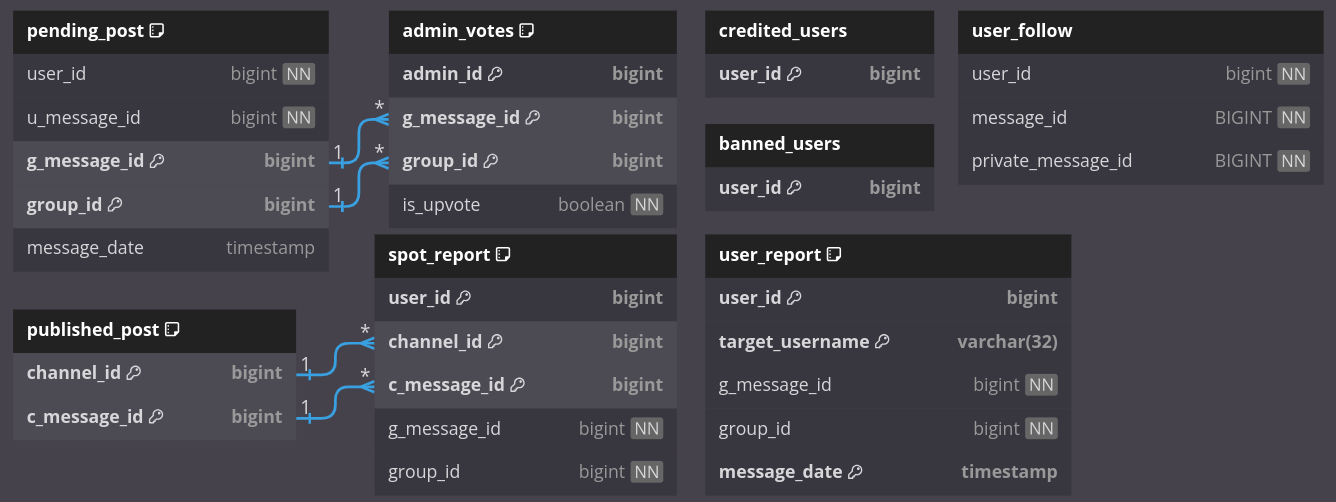 pending_post
user_id bigint NN
u_message_id bigint NN
g_message_id bigint
group_id bigint
message_date timestamp
1 *
1 *
admin_votes
admin_id bigint
g_message_id bigint
group_id bigint
is_upvote boolean NN
credited_users
user_id bigint
banned_users
user_id bigint
user_follow
user_id bigint NN
message_id BIGINT NN
private_message_id BIGINT NN
published_post
channel_id bigint
c_message_id bigint
1 *
1 *
spot_report
user_id bigint
channel_id bigint
c_message_id bigint
g_message_id bigint NN
group_id bigint NN
user_report
user_id bigint
target_username varchar(32)
g_message_id bigint NN
group_id bigint NN
message_date timestamp